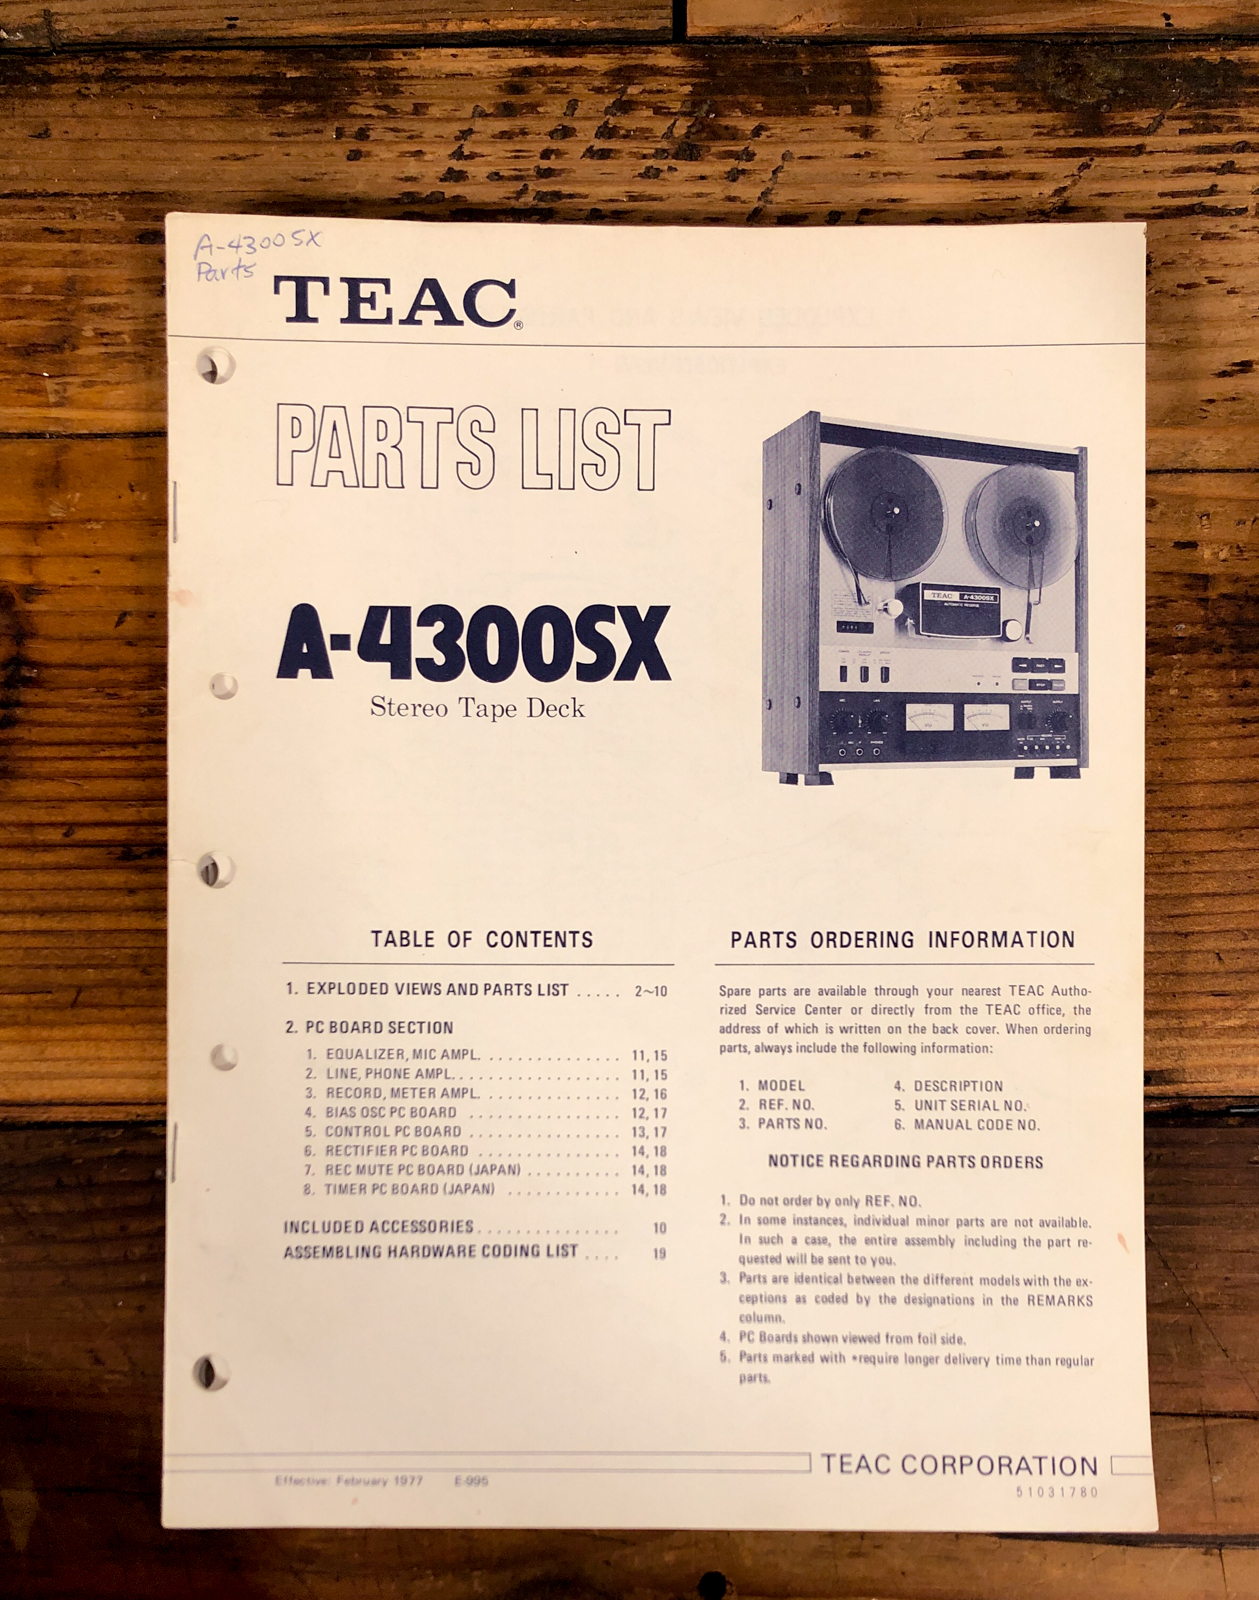 A-4300SX
Parts
TEAC®
PARTS LIST
TEAC A-4300SX
AUTOMATIC REVERSE
A-4300SX
Stereo Tape Deck
TABLE OF CONTENTS
1. EXPLODED VIEWS AND PARTS LIST ..... 2~10
2. PC BOARD SECTION
1. EQUALIZER, MIC AMPL. .............. 11, 15
2. LINE, PHONE AMPL. ................. 11, 15
3. RECORD, METER AMPL. .............. 12, 16
4. BIAS OSC PC BOARD ................ 12, 17
5. CONTROL PC BOARD ................ 13, 17
6. RECTIFIER PC BOARD ............... 14, 18
7. REC MUTE PC BOARD (JAPAN) .......... 14, 18
8. TIMER PC BOARD (JAPAN) ............ 14, 18
INCLUDED ACCESSORIES ............... 10
ASSEMBLING HARDWARE CODING LIST .... 19
PARTS ORDERING INFORMATION
Spare parts are available through your nearest TEAC Autho-
rized Service Center or directly from the TEAC office, the
address of which is written on the back cover. When ordering
parts, always include the following information:
1. MODEL 4. DESCRIPTION
2. REF. NO. 5. UNIT SERIAL NO.
3. PARTS NO. 6. MANUAL CODE NO.
NOTICE REGARDING PARTS ORDERS
1. Do not order by only REF. NO.
2. In some instances, individual minor parts are not available.
In such a case, the entire assembly including the part re-
quested will be sent to you.
3. Parts are identical between the different models with the ex-
ceptions as coded by the designations in the REMARKS
column.
4. PC Boards shown viewed from foil side.
5. Parts marked with *require longer delivery time than regular
parts.
TEAC CORPORATION
Effective: February 1977 E-995
51031780